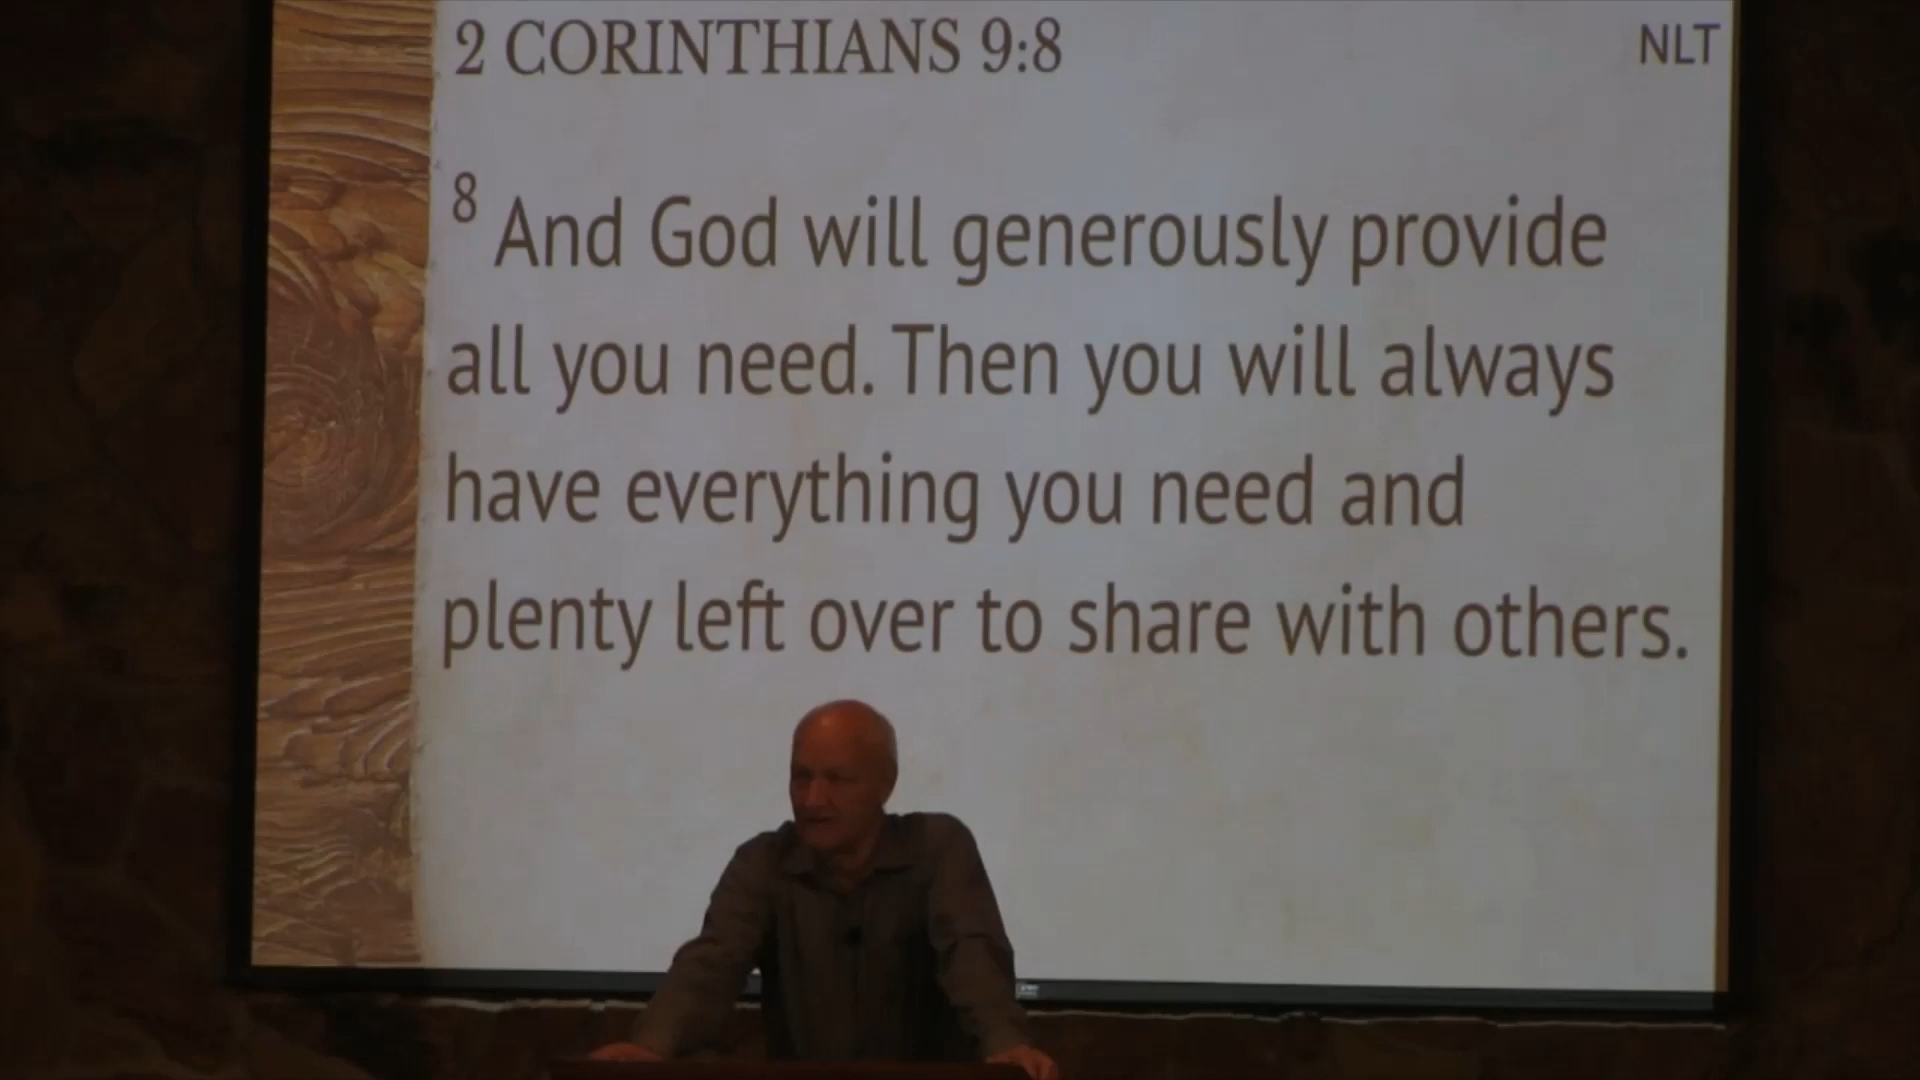 2 CORINTHIANS 9:8 NLT
8 And God will generously provide
all you need. Then you will always
have everything you need and
plenty left over to share with others.